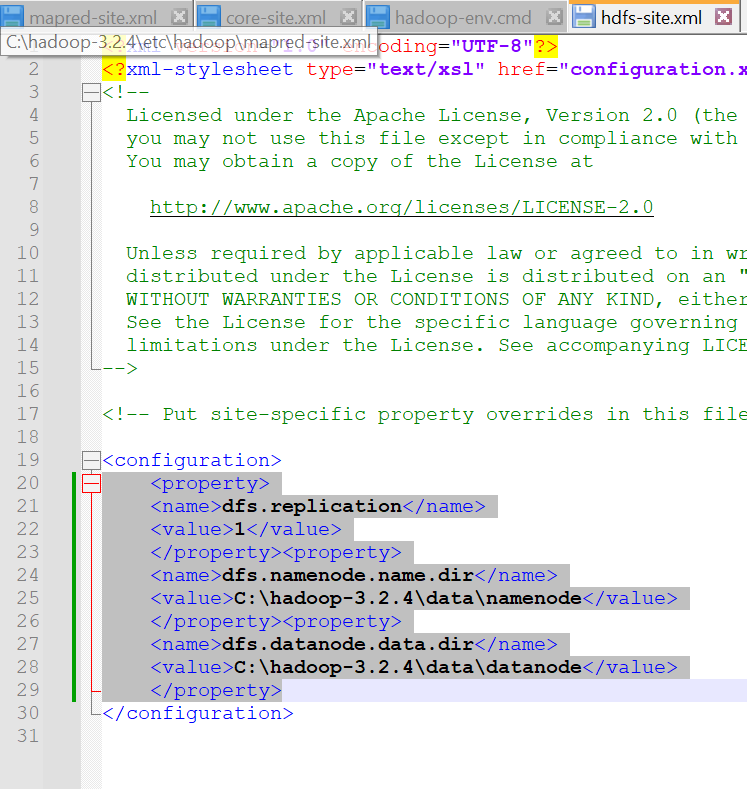 mapred-site.xml core-site.xml hadoop-env.cmd hdfs-site.xml
C:\hadoop-3.2.4\etc\hadoop\mapred-site.xml encoding="UTF-8"?>
2 <?xml-stylesheet type="text/xsl" href="configuration.x
3 <!--
4 Licensed under the Apache License, Version 2.0 (the
5 you may not use this file except in compliance with
6 You may obtain a copy of the License at
7
8 http://www.apache.org/licenses/LICENSE-2.0
9
10 Unless required by applicable law or agreed to in wr
11 distributed under the License is distributed on an "
12 WITHOUT WARRANTIES OR CONDITIONS OF ANY KIND, either
13 See the License for the specific language governing
14 limitations under the License. See accompanying LICE
15 -->
16
17 <!-- Put site-specific property overrides in this file
18
19 <configuration>
20 <property>
21 <name>dfs.replication</name>
22 <value>1</value>
23 </property><property>
24 <name>dfs.namenode.name.dir</name>
25 <value>C:\hadoop-3.2.4\data\namenode</value>
26 </property><property>
27 <name>dfs.datanode.data.dir</name>
28 <value>C:\hadoop-3.2.4\data\datanode</value>
29 </property>
30 </configuration>
31